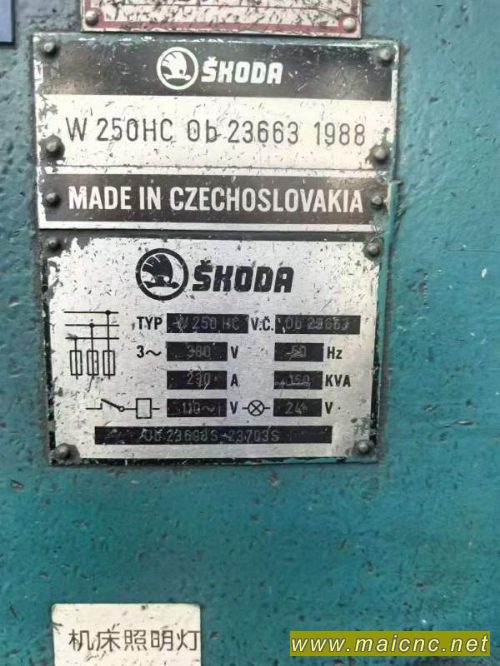 ŠKODA
W 250HC Ob 23663 1988
MADE IN CZECHOSLOVAKIA
ŠKODA
TYP W 250 HC V.Č. Ob 23663
3~ 380 V 50 Hz
230 A 150 KVA
110~ V 24 V
机床照明灯
www.maicnc.net